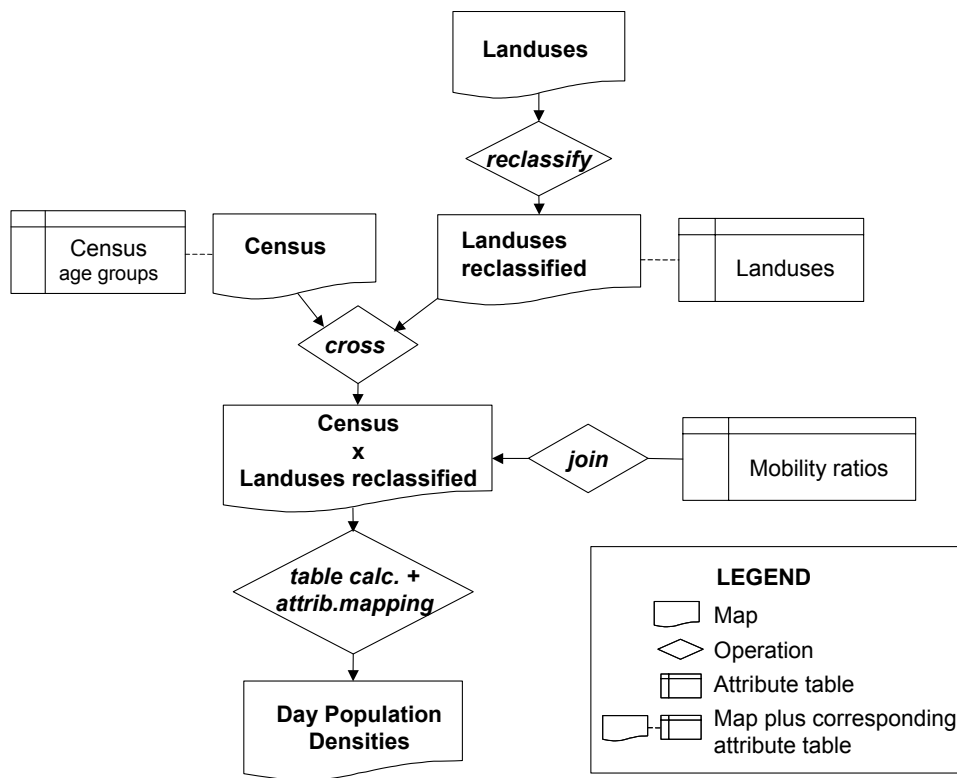 Landuses
reclassify
Census
age groups
Census
Landuses
reclassified
Landuses
cross
Census
x
Landuses reclassified
join
Mobility ratios
table calc. +
attrib.mapping
Day Population
Densities
LEGEND
Map
Operation
Attribute table
Map plus corresponding
attribute table